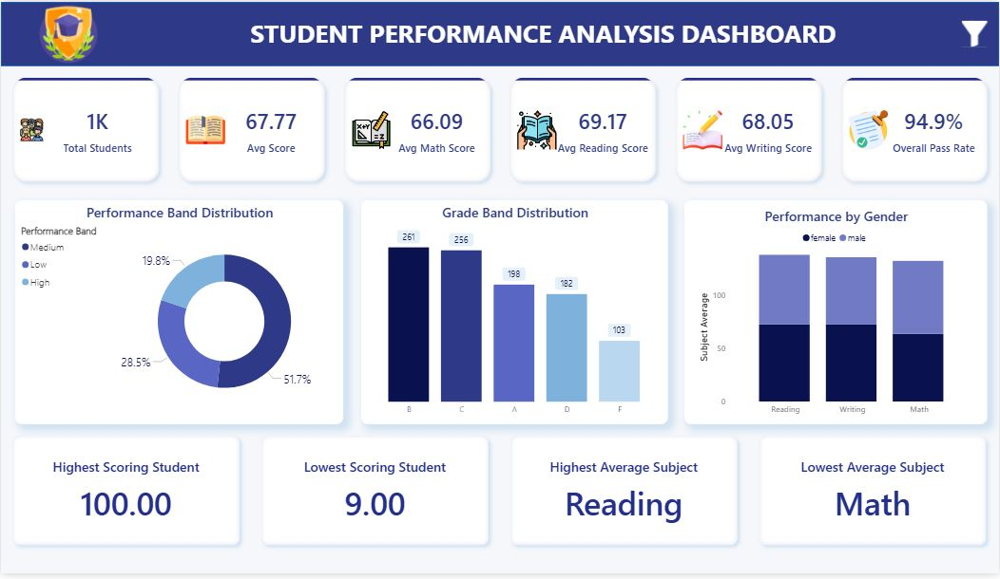 STUDENT PERFORMANCE ANALYSIS DASHBOARD
1K
Total Students
67.77
Avg Score
X+Y
=Z
66.09
Avg Math Score
69.17
Avg Reading Score
68.05
Avg Writing Score
94.9%
Overall Pass Rate
Performance Band Distribution
Performance Band
Medium
Low
High
19.8%
28.5%
51.7%
Grade Band Distribution
261
256
198
182
103
B C A D F
Performance by Gender
female male
Subject Average
100
50
0
Reading Writing Math
Highest Scoring Student
100.00
Lowest Scoring Student
9.00
Highest Average Subject
Reading
Lowest Average Subject
Math